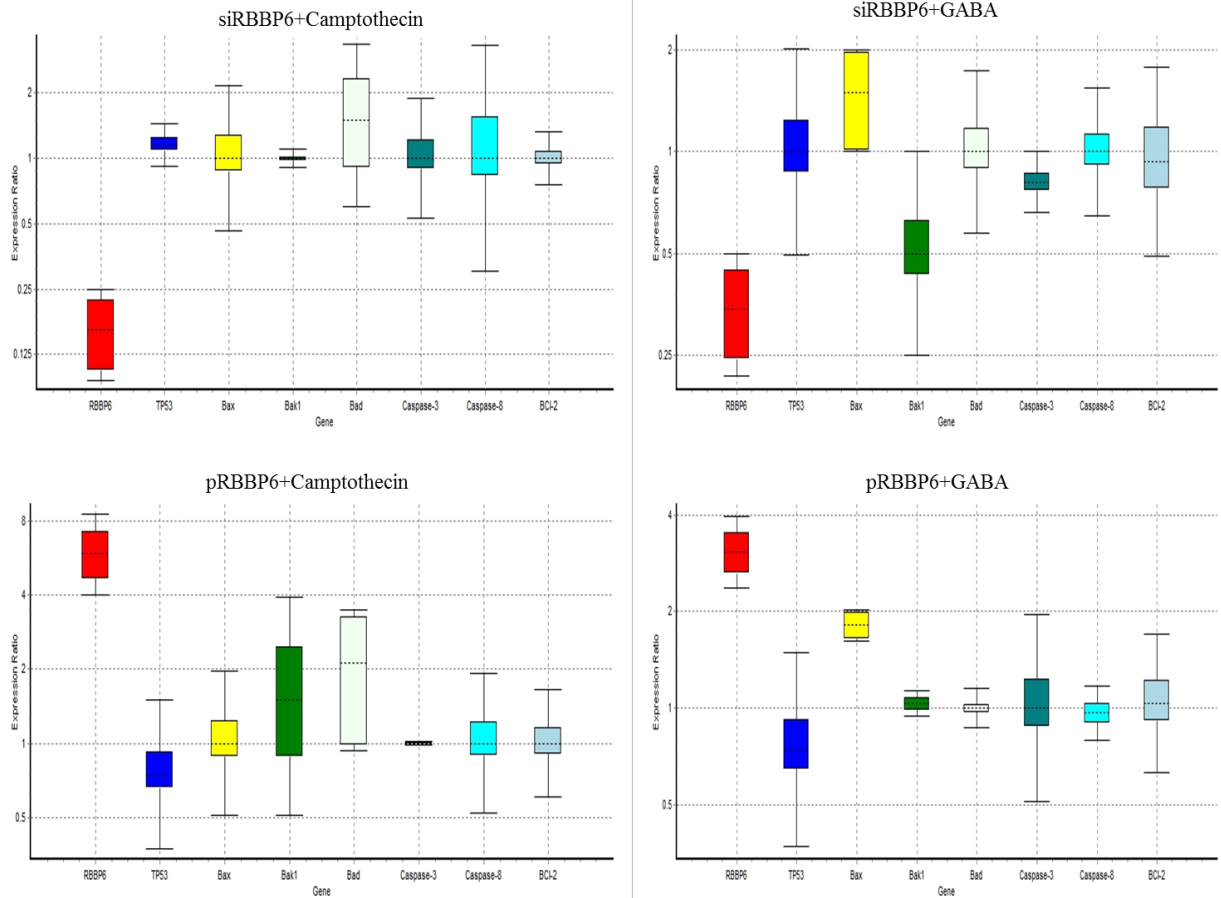 siRBBP6+Camptothecin
Expression Ratio
2
1
0.5
0.25
0.125
RBBP6 TP53 Bax Bak1 Bad Caspase-3 Caspase-8 BCl-2
Gene
siRBBP6+GABA
Expression Ratio
2
1
0.5
0.25
RBBP6 TP53 Bax Bak1 Bad Caspase-3 Caspase-8 BCl-2
Gene
pRBBP6+Camptothecin
Expression Ratio
8
4
2
1
0.5
RBBP6 TP53 Bax Bak1 Bad Caspase-3 Caspase-8 BCl-2
Gene
pRBBP6+GABA
Expression Ratio
4
2
1
0.5
RBBP6 TP53 Bax Bak1 Bad Caspase-3 Caspase-8 BCl-2
Gene